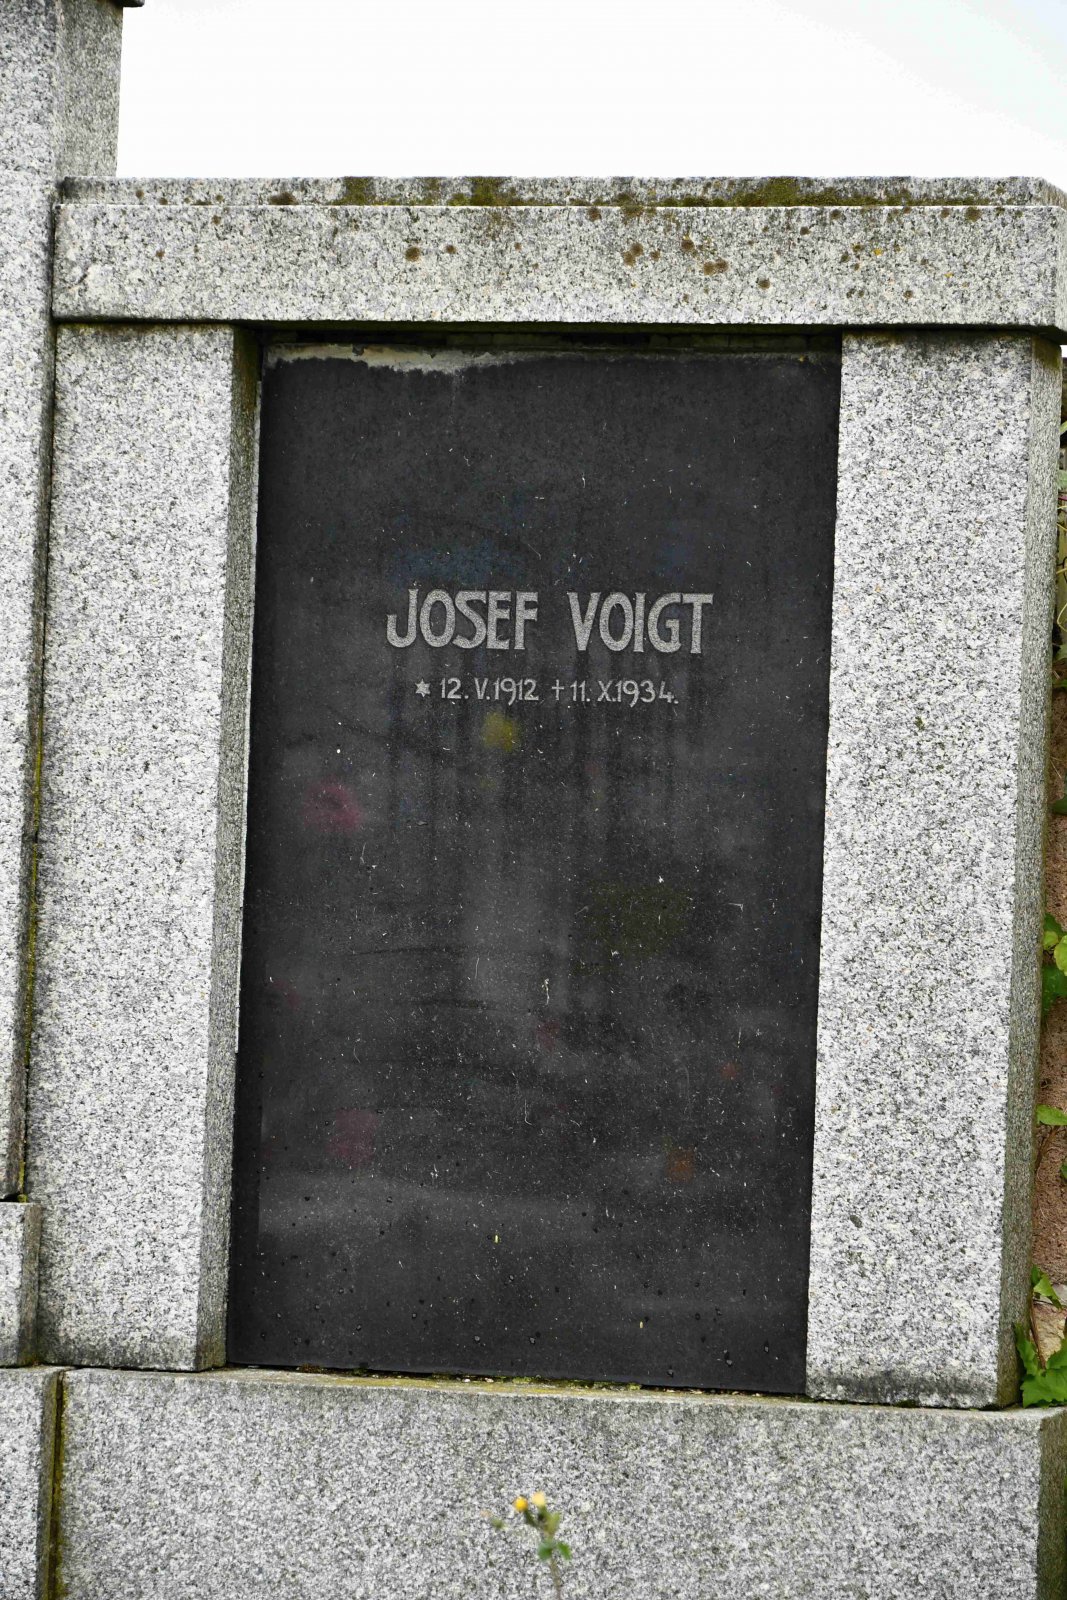 JOSEF VOIGT
* 12. V. 1912 † 11. X. 1934.